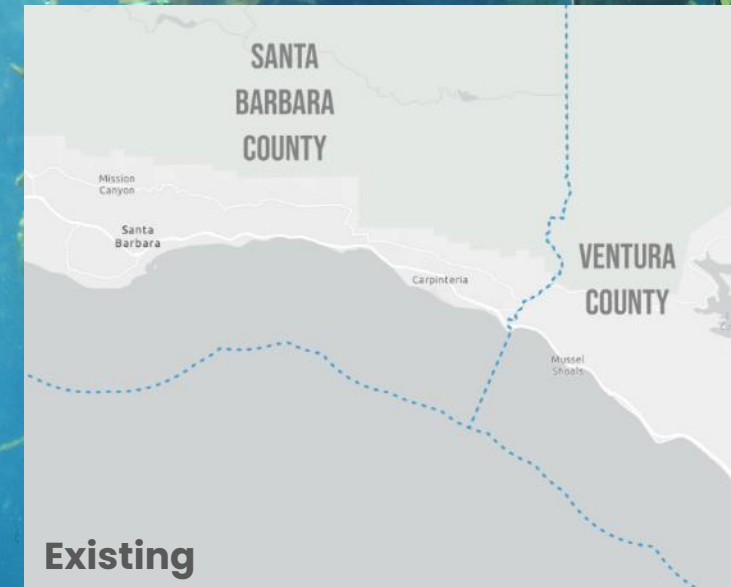 SANTA
BARBARA
COUNTY
Mission
Canyon
Santa
Barbara
Carpinteria
VENTURA
COUNTY
Mussel
Shoals
Existing